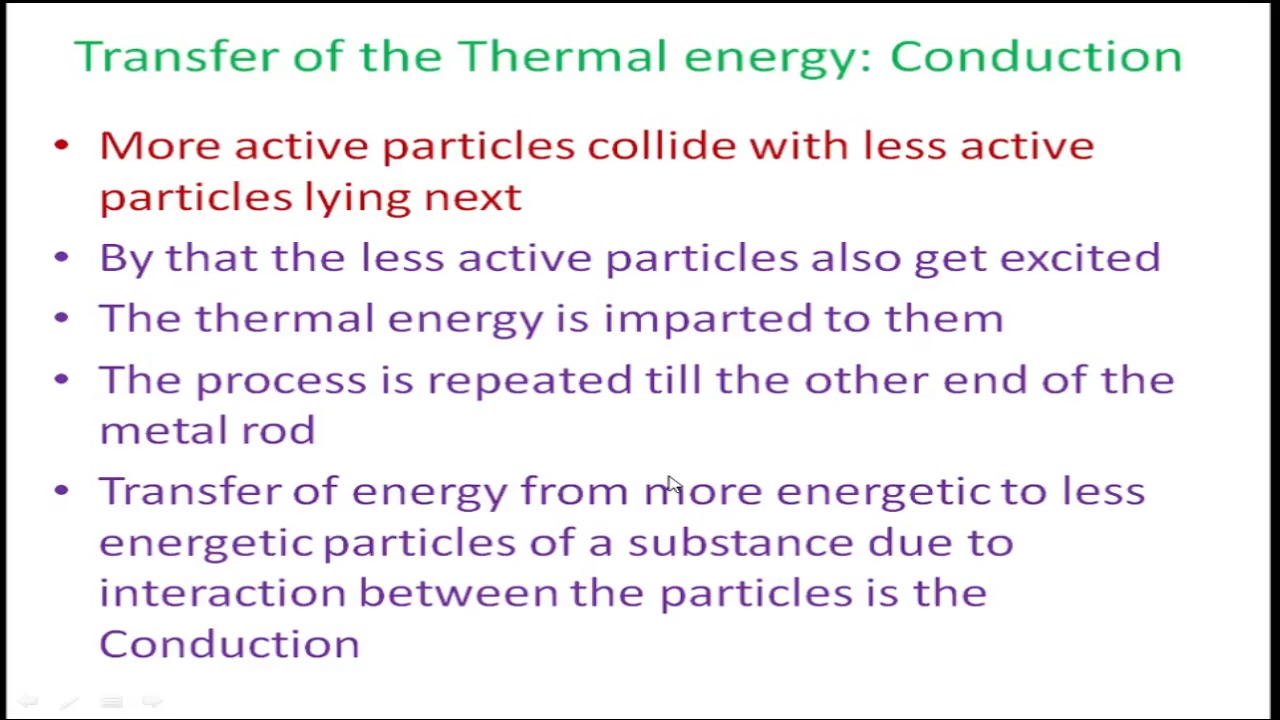 Transfer of the Thermal energy: Conduction
• More active particles collide with less active
particles lying next
• By that the less active particles also get excited
• The thermal energy is imparted to them
• The process is repeated till the other end of the
metal rod
• Transfer of energy from more energetic to less
energetic particles of a substance due to
interaction between the particles is the
Conduction